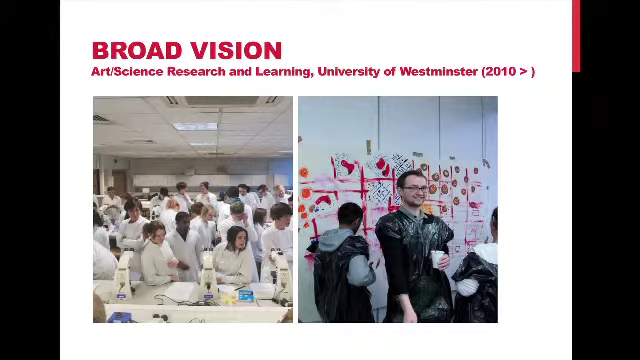 BROAD VISION
Art/Science Research and Learning, University of Westminster (2010 > )